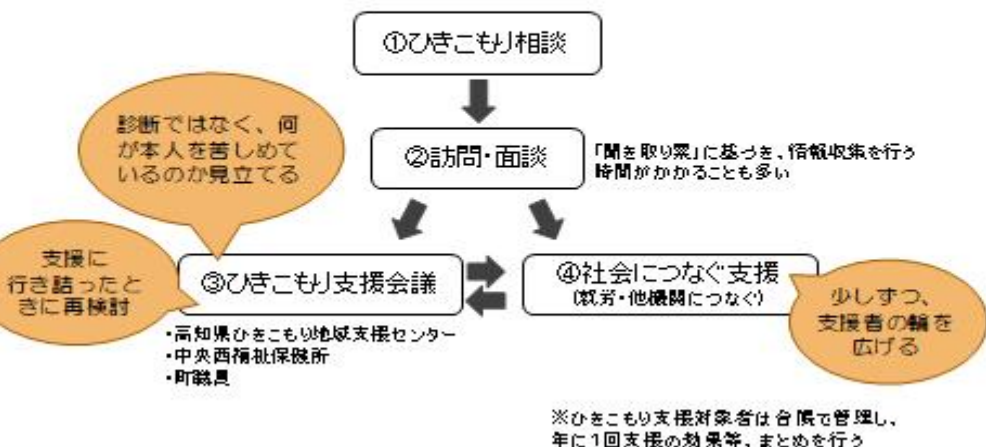 ①ひきこもり相談
診断ではなく、何
が本人を苦しめて
いるのか見立てる
②訪問・面談
「聞き取り票」に基づき、情報収集を行う
時間がかかることも多い
支援に
行き詰ったと
きに再検討
③ひきこもり支援会議
④社会につなぐ支援
(就労・他機関につなぐ)
少しずつ、
支援者の輪を
広げる
・高知県ひきこもり地域支援センター
・中央西福祉保健所
・町職員
※ひきこもり支援対象者は台帳で管理し、
年に1回支援の効果等、まとめを行う